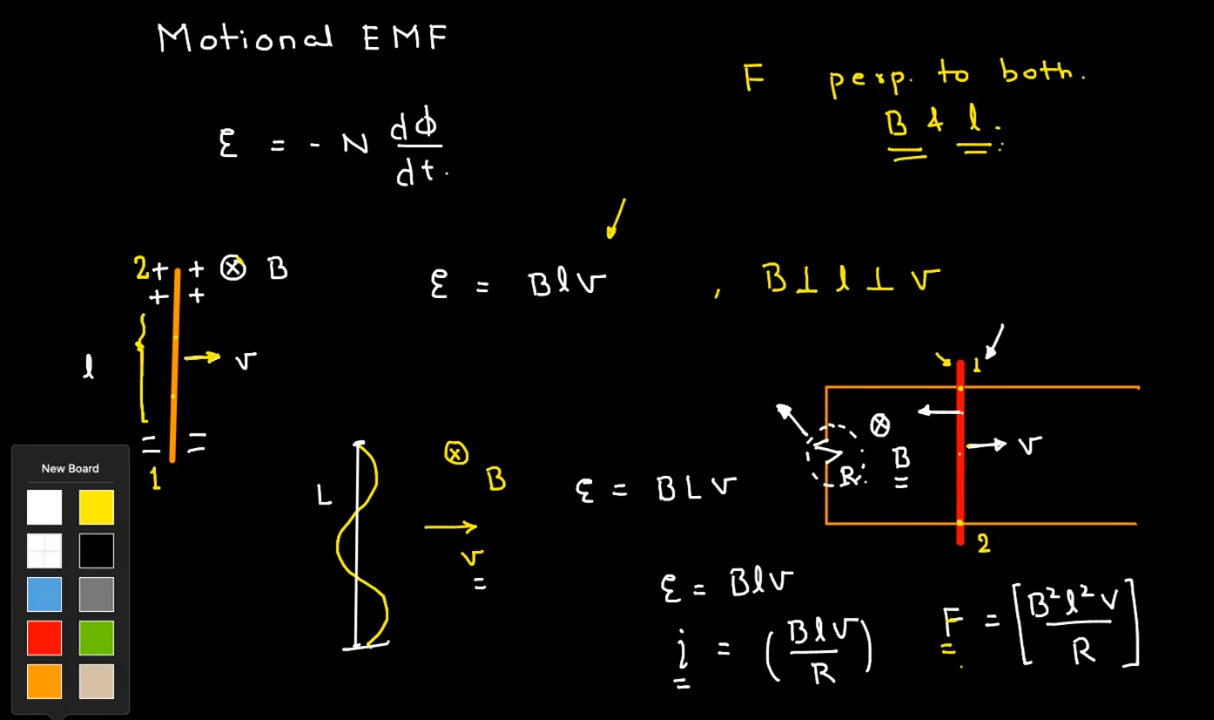 Motional EMF
F perp. to both.
B & l.
ε = - N dΦ/dt.
ε = Blv , B ⊥ l ⊥ v
2 + + ⊗ B
+ +
l → v
= =
1
New Board
L ⊗ B
→ v
=
ε = BLV
1
⊗ B → v
R
2
ε = Blv
i = (Blv/R)
F = [B²l²v/R]